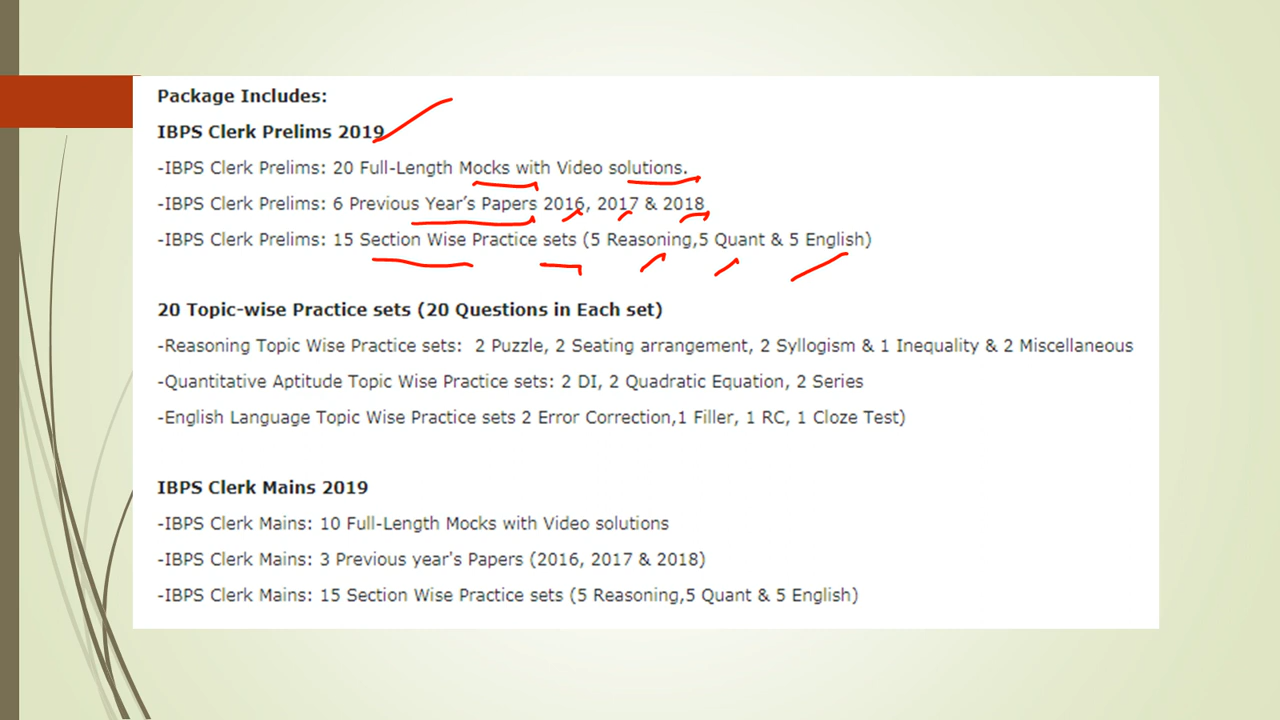 Package Includes:
IBPS Clerk Prelims 2019
-IBPS Clerk Prelims: 20 Full-Length Mocks with Video solutions.
-IBPS Clerk Prelims: 6 Previous Year’s Papers 2016, 2017 & 2018
-IBPS Clerk Prelims: 15 Section Wise Practice sets (5 Reasoning,5 Quant & 5 English)
20 Topic-wise Practice sets (20 Questions in Each set)
-Reasoning Topic Wise Practice sets:  2 Puzzle, 2 Seating arrangement, 2 Syllogism & 1 Inequality & 2 Miscellaneous
-Quantitative Aptitude Topic Wise Practice sets: 2 DI, 2 Quadratic Equation, 2 Series
-English Language Topic Wise Practice sets 2 Error Correction,1 Filler, 1 RC, 1 Cloze Test)
IBPS Clerk Mains 2019
-IBPS Clerk Mains: 10 Full-Length Mocks with Video solutions
-IBPS Clerk Mains: 3 Previous year's Papers (2016, 2017 & 2018)
-IBPS Clerk Mains: 15 Section Wise Practice sets (5 Reasoning,5 Quant & 5 English)